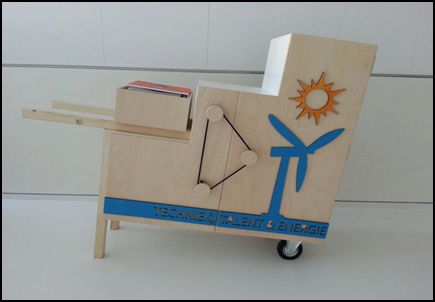 TECHNIEK, TALENT & ENERGIE